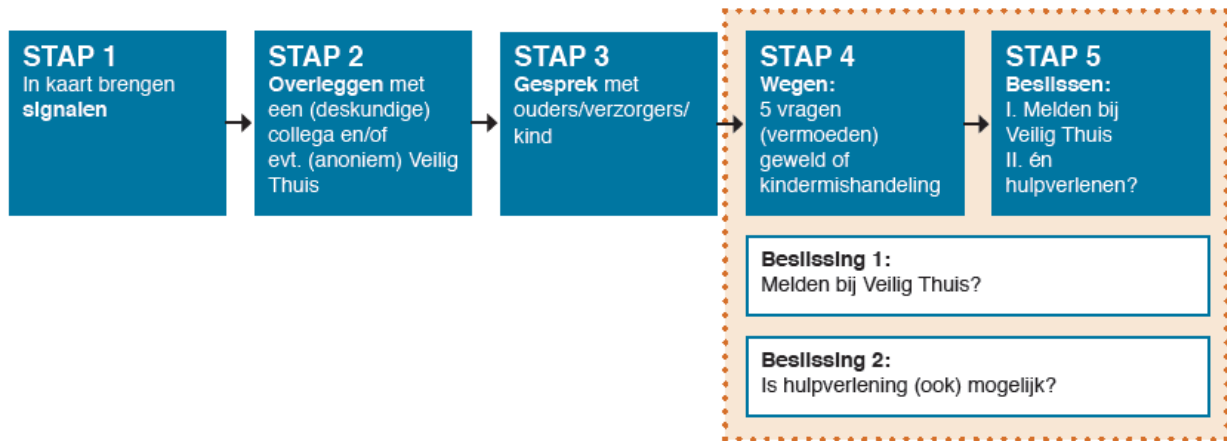 STAP 1
In kaart brengen
signalen
STAP 2
Overleggen met
een (deskundige)
collega en/of
evt. (anoniem) Veilig
Thuis
STAP 3
Gesprek met
ouders/verzorgers/
kind
STAP 4
Wegen:
5 vragen
(vermoeden)
geweld of
kindermishandeling
STAP 5
Beslissen:
I. Melden bij
Veilig Thuis
II. én
hulpverlenen?
Beslissing 1:
Melden bij Veilig Thuis?
Beslissing 2:
Is hulpverlening (ook) mogelijk?